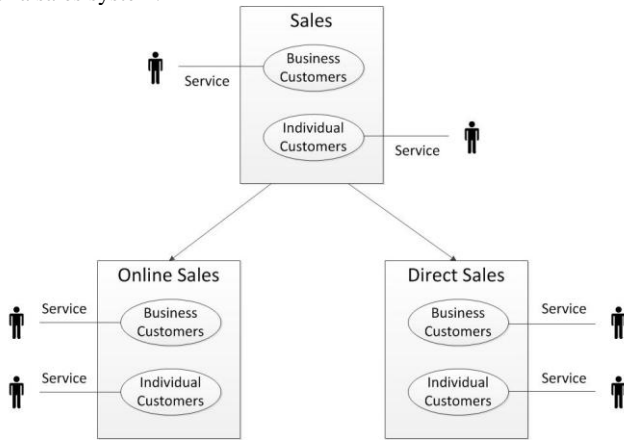 a sales system.
Sales
Business
Customers
Service
Individual
Customers
Service
Online Sales
Direct Sales
Service
Business
Customers
Business
Customers
Service
Service
Individual
Customers
Individual
Customers
Service